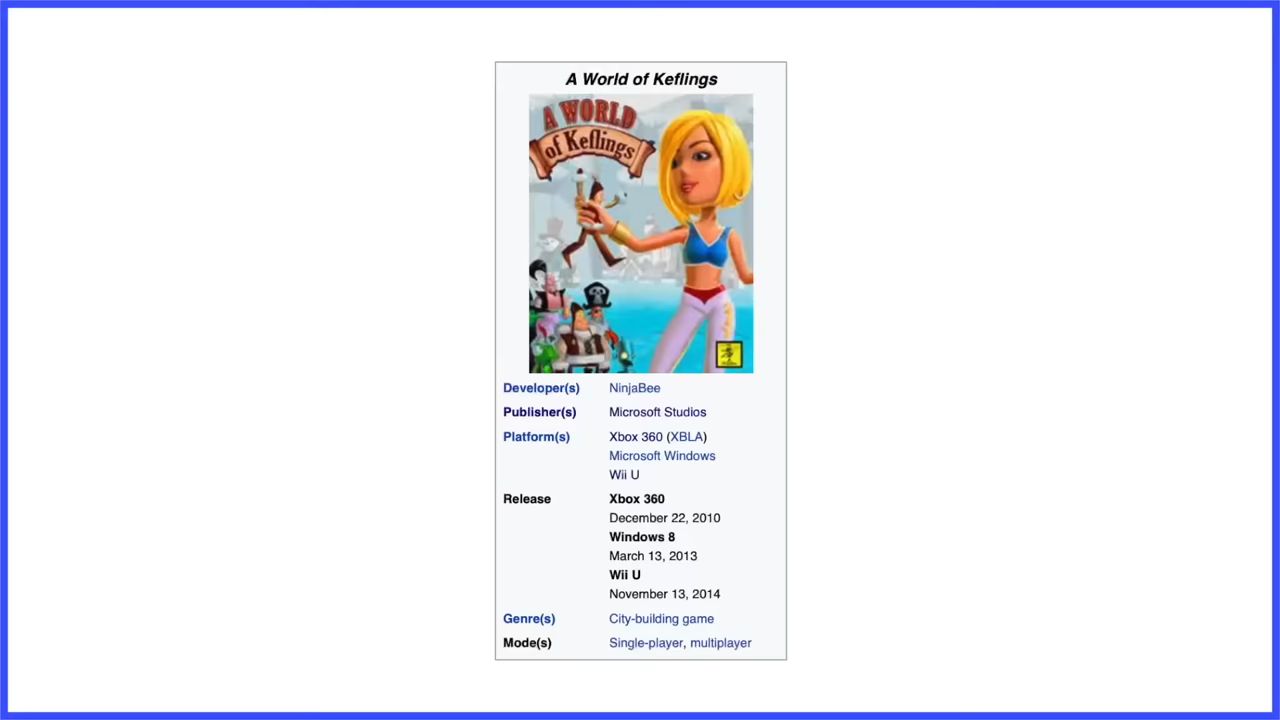 A World of Keflings
A WORLD
of Keflings
Developer(s) NinjaBee
Publisher(s) Microsoft Studios
Platform(s) Xbox 360 (XBLA)
Microsoft Windows
Wii U
Release Xbox 360
December 22, 2010
Windows 8
March 13, 2013
Wii U
November 13, 2014
Genre(s) City-building game
Mode(s) Single-player, multiplayer